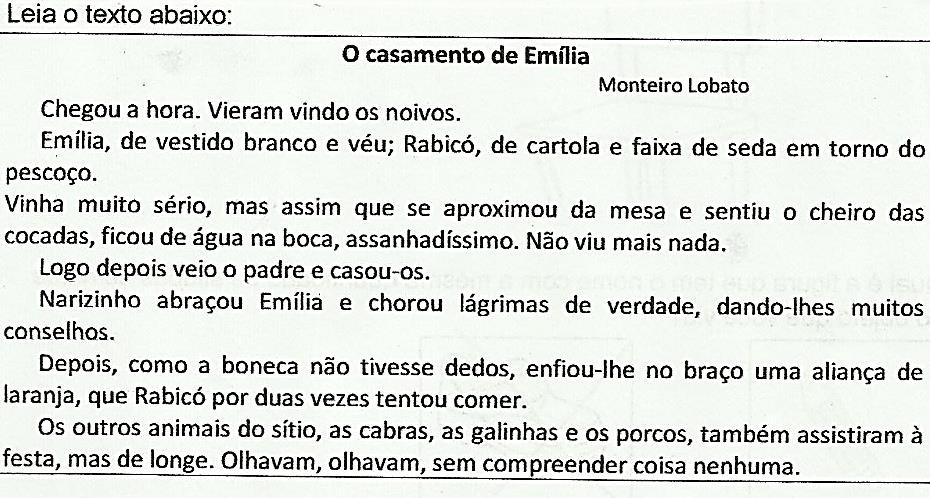 Leia o texto abaixo:
O casamento de Emília
Monteiro Lobato
Chegou a hora. Vieram vindo os noivos.
Emília, de vestido branco e véu; Rabicó, de cartola e faixa de seda em torno do
pescoço.
Vinha muito sério, mas assim que se aproximou da mesa e sentiu o cheiro das
cocadas, ficou de água na boca, assanhadíssimo. Não viu mais nada.
Logo depois veio o padre e casou-os.
Narizinho abraçou Emília e chorou lágrimas de verdade, dando-lhes muitos
conselhos.
Depois, como a boneca não tivesse dedos, enfiou-lhe no braço uma aliança de
laranja, que Rabicó por duas vezes tentou comer.
Os outros animais do sítio, as cabras, as galinhas e os porcos, também assistiram à
festa, mas de longe. Olhavam, olhavam, sem compreender coisa nenhuma.